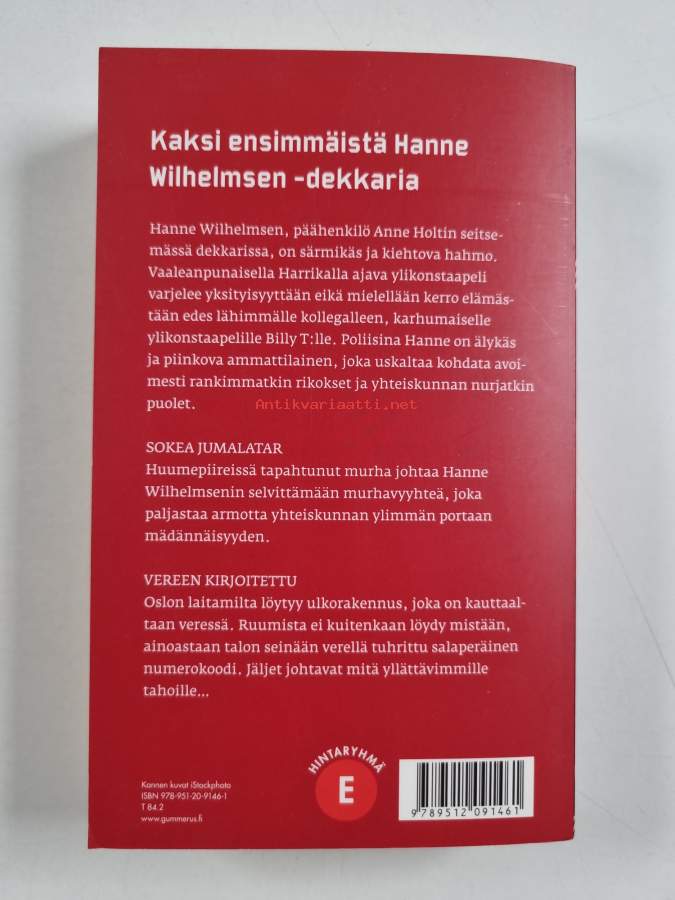 Kaksi ensimmäistä Hanne
Wilhelmsen -dekkaria
Hanne Wilhelmsen, päähenkilö Anne Holtin seitse-
mässä dekkarissa, on särmikäs ja kiehtova hahmo.
Vaaleanpunaisella Harrikalla ajava ylikonstaapeli
varjelee yksityisyyttään eikä mielellään kerro elämäs-
tään edes lähimmälle kollegalleen, karhumaiselle
ylikonstaapelille Billy T:lle. Poliisina Hanne on älykäs
ja piinkova ammattilainen, joka uskaltaa kohdata avoi-
mesti rankimmatkin rikokset ja yhteiskunnan nurjatkin
puolet.
Antikvariaatti.net
SOKEA JUMALATAR
Huumepiireissä tapahtunut murha johtaa Hanne
Wilhelmsenin selvittämään murhavyyhteä, joka
paljastaa armotta yhteiskunnan ylimmän portaan
mädännäisyyden.
VEREEN KIRJOITETTU
Oslon laitamilta löytyy ulkorakennus, joka on kauttaal-
taan veressä. Ruumista ei kuitenkaan löydy mistään,
ainoastaan talon seinään verellä tuhrittu salaperäinen
numerokoodi. Jäljet johtavat mitä yllättävimmille
tahoille...
HINTARYHMÄ
E
Kannen kuvat iStockphoto
ISBN 978-951-20-9146-1
T 84.2
www.gummerus.fi
9 789512 091461